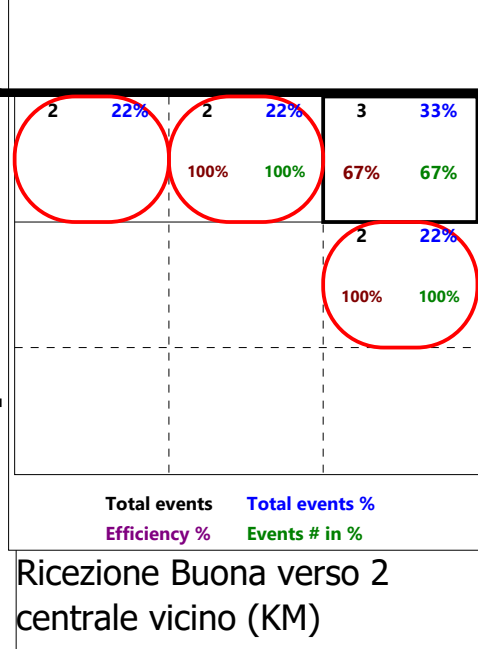 2 22% 2 22% 3 33%
100% 100% 67% 67%
2 22%
100% 100%
Total events Total events %
Efficiency % Events # in %
Ricezione Buona verso 2
centrale vicino (KM)